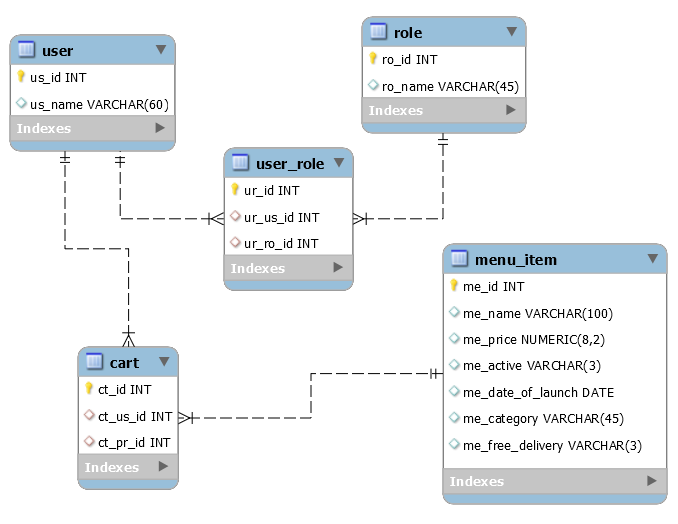 user
us_id INT
us_name VARCHAR(60)
Indexes
role
ro_id INT
ro_name VARCHAR(45)
Indexes
user_role
ur_id INT
ur_us_id INT
ur_ro_id INT
Indexes
menu_item
me_id INT
me_name VARCHAR(100)
me_price NUMERIC(8,2)
me_active VARCHAR(3)
me_date_of_launch DATE
me_category VARCHAR(45)
me_free_delivery VARCHAR(3)
Indexes
cart
ct_id INT
ct_us_id INT
ct_pr_id INT
Indexes